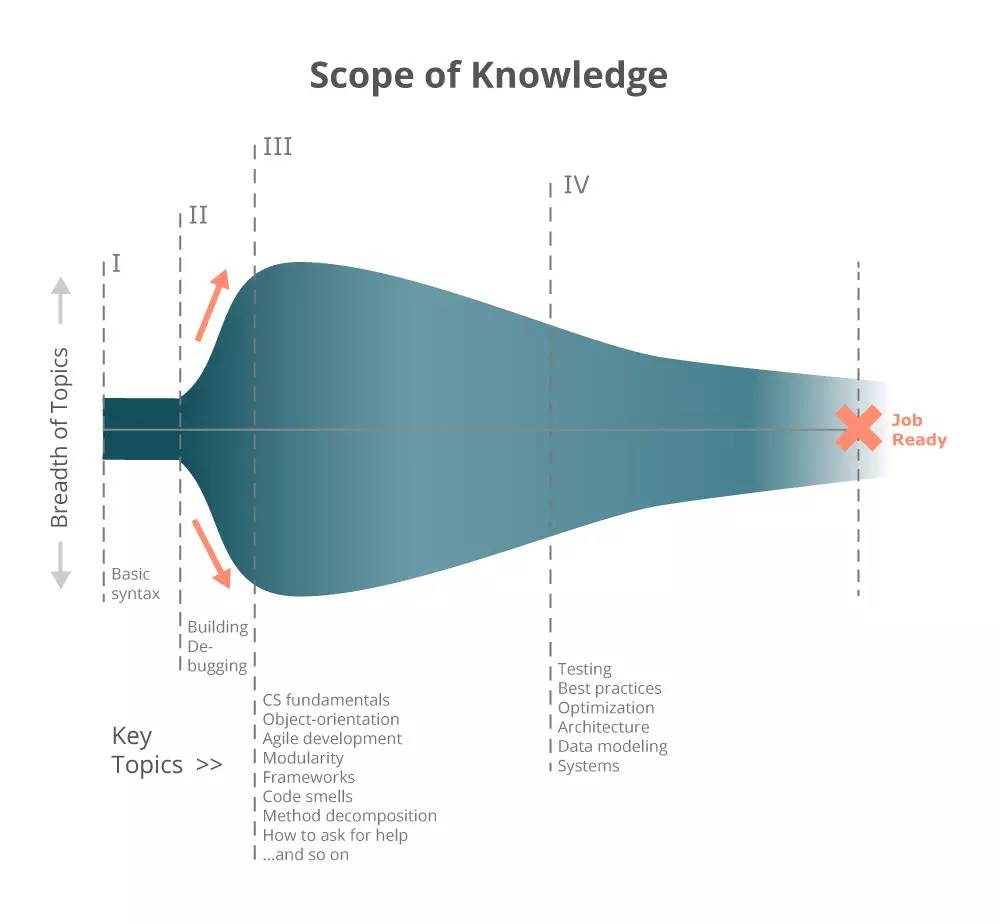 Scope of Knowledge
III
IV
II
I
Breadth of Topics
Job
Ready
Basic
syntax
Building
De-
bugging
Key
Topics >>
CS fundamentals
Object-orientation
Agile development
Modularity
Frameworks
Code smells
Method decomposition
How to ask for help
...and so on
Testing
Best practices
Optimization
Architecture
Data modeling
Systems